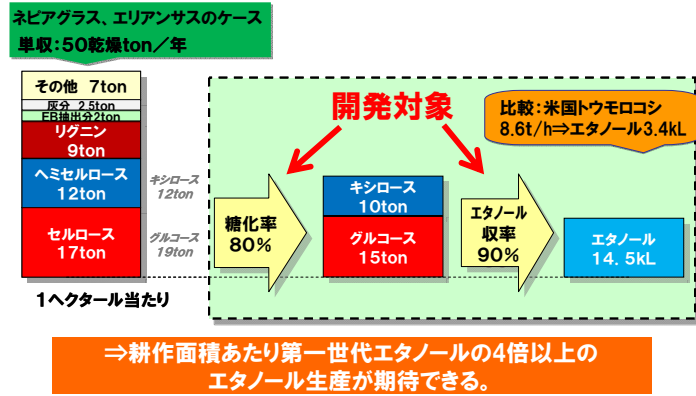 ネピアグラス、エリアンサスのケース
単収：50乾燥ton／年
その他 7ton
灰分 2.5ton
EB抽出分2ton
リグニン
9ton
ヘミセルロース
12ton
セルロース
17ton
1ヘクタール当たり
キシロース
12ton
グルコース
19ton
開発対象
糖化率
80%
キシロース
10ton
グルコース
15ton
エタノール
収率
90%
比較：米国トウモロコシ
8.6t/h⇒エタノール3.4kL
エタノール
14．5kL
⇒耕作面積あたり第一世代エタノールの4倍以上の
エタノール生産が期待できる。